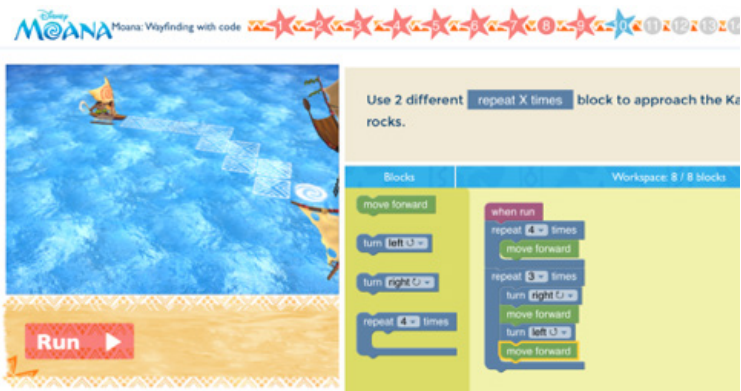 Disney
MOANA
Moana: Wayfinding with code
1 2 3 4 5 6 7 8 9 10 11 12 13 14
Use 2 different repeat X times block to approach the Ka
rocks.
Blocks
Workspace: 8 / 8 blocks
move forward
turn left ↺
turn right ↻
repeat 4 times
when run
repeat 4 times
move forward
repeat 3 times
turn right ↻
move forward
turn left ↺
move forward
Run